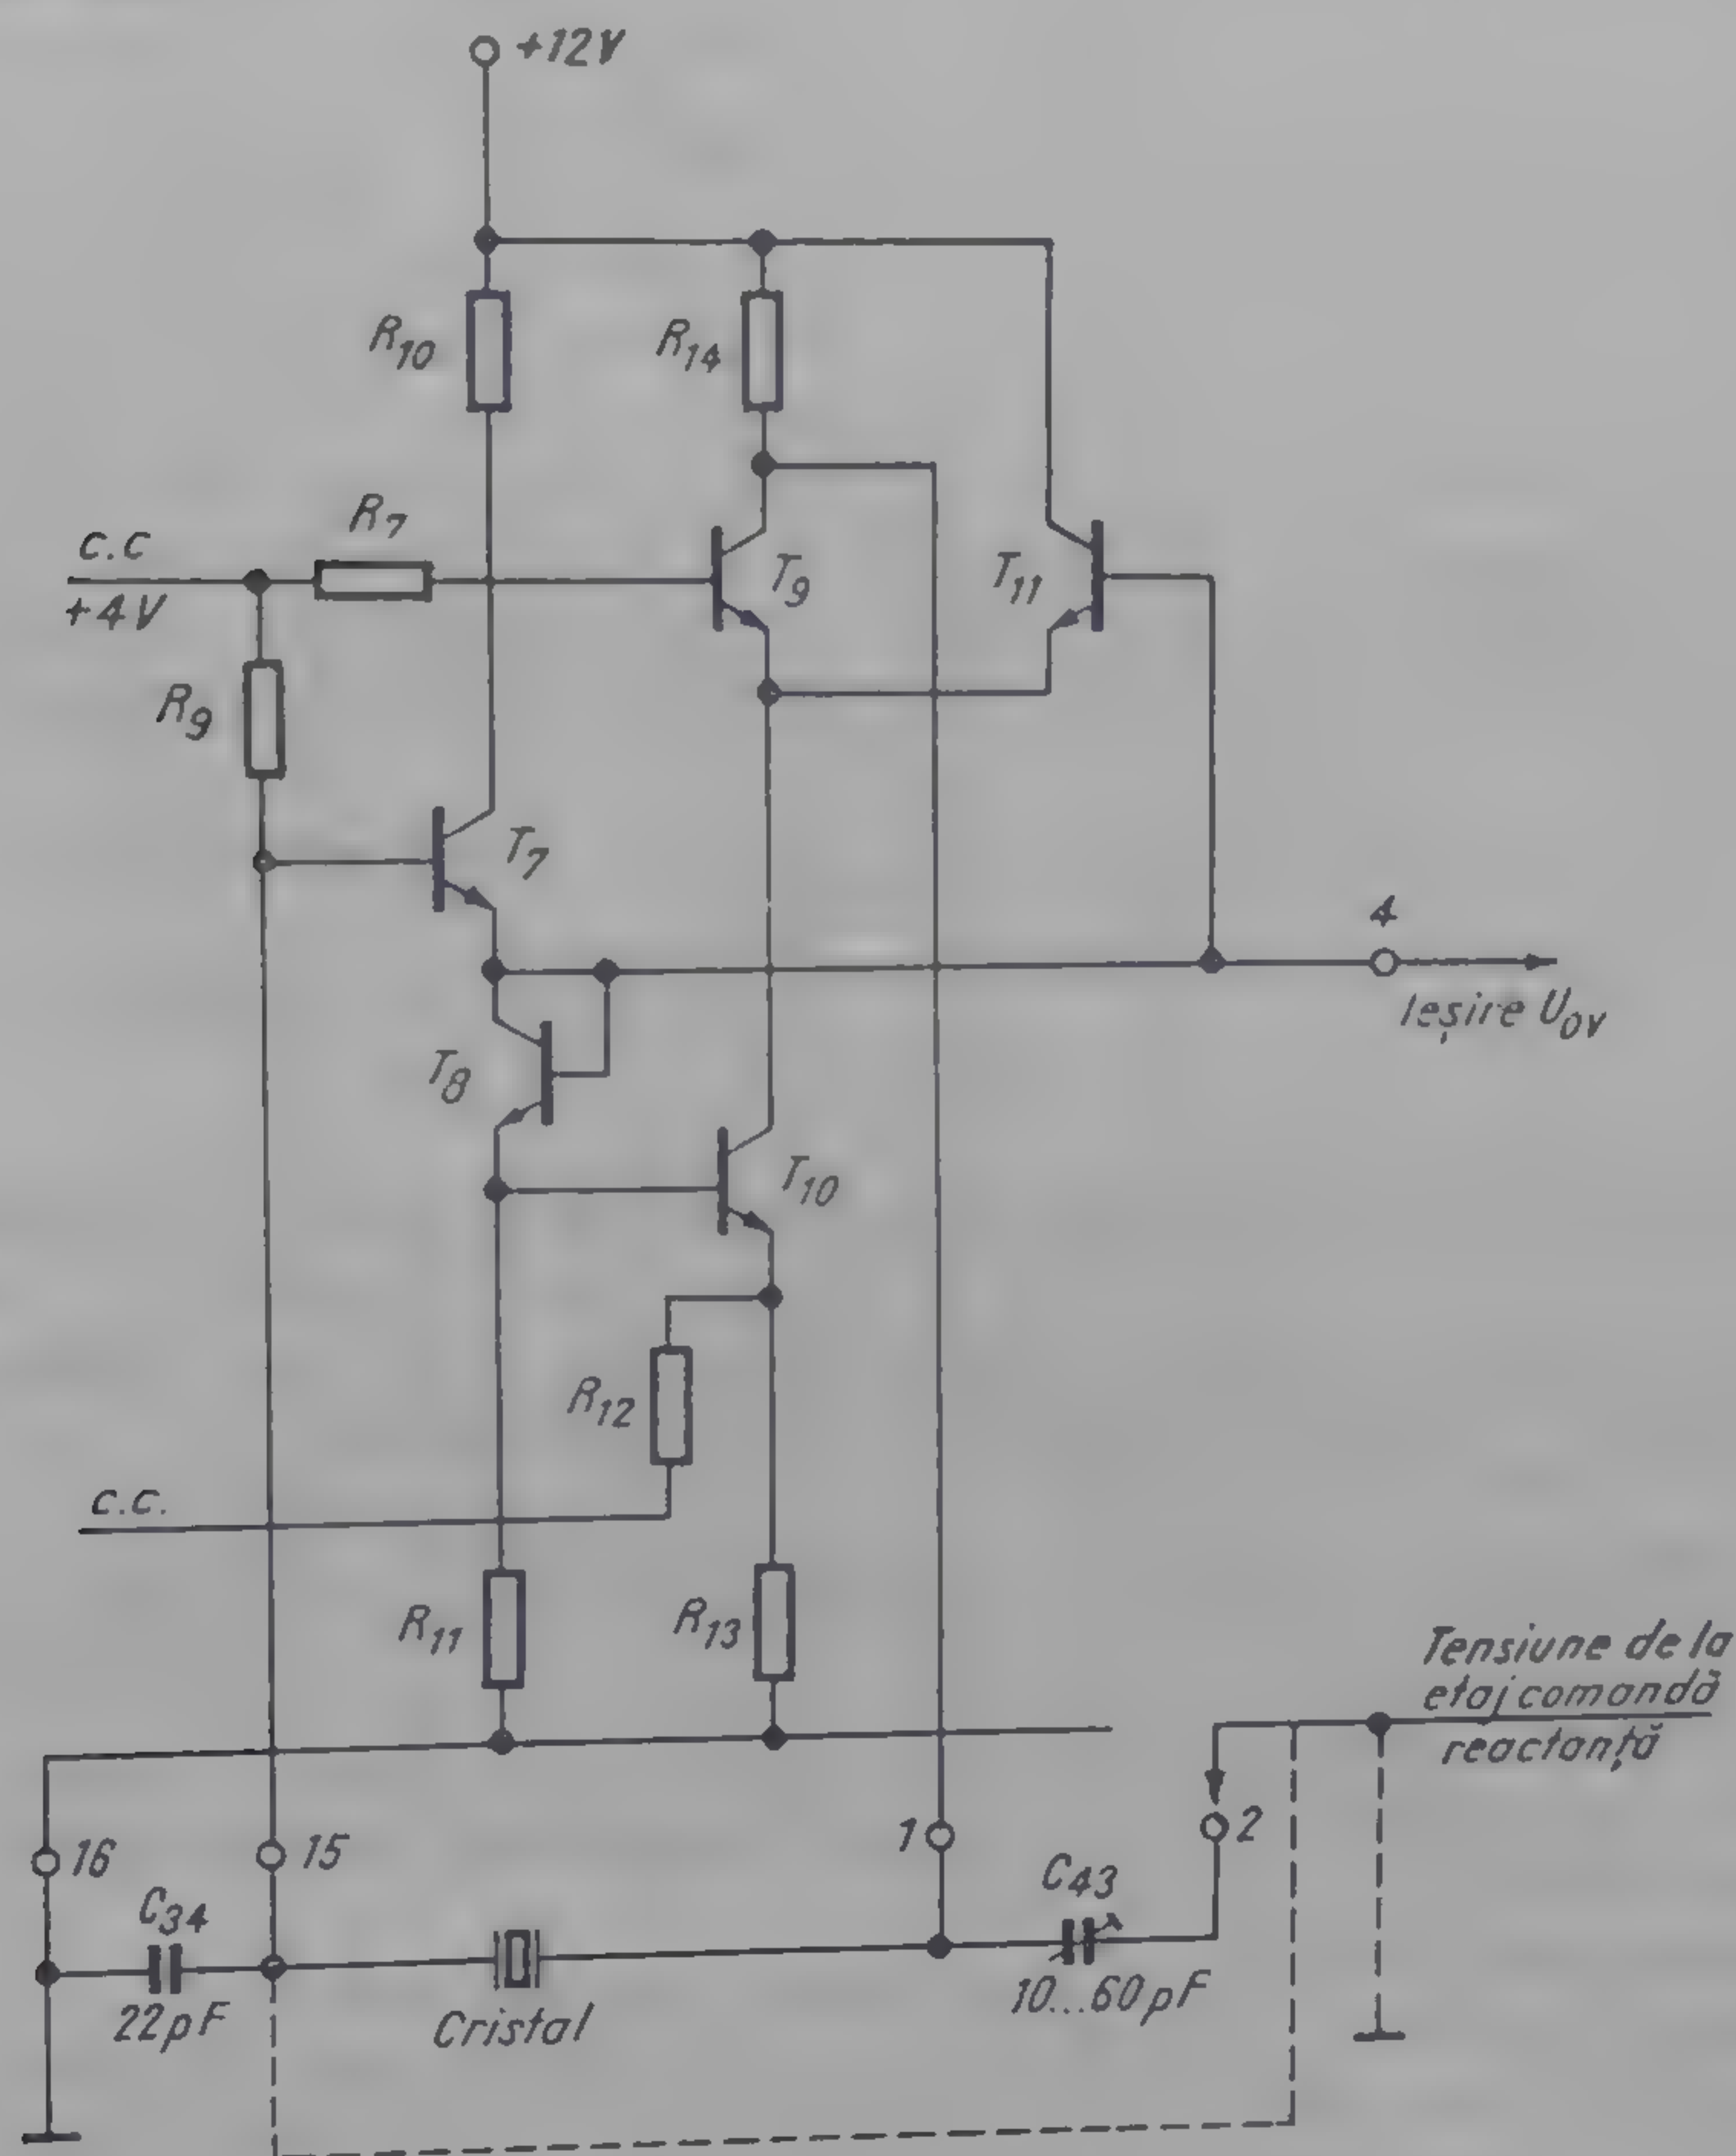 +12V
R10
R14
R7
c.c
+4V
T9
T11
R9
T7
4
Ieșire U0V
T8
T10
R12
c.c.
R11
R13
Tensiune de la
etaj comandă
reactanță
16
15
1
2
C34
C43
22pF
Cristal
10...60pF